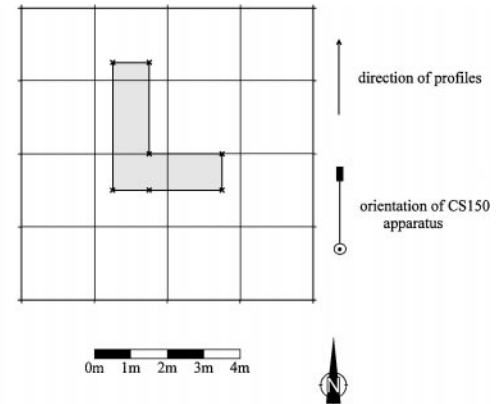 direction of profiles
orientation of CS150
apparatus
0m 1m 2m 3m 4m
N